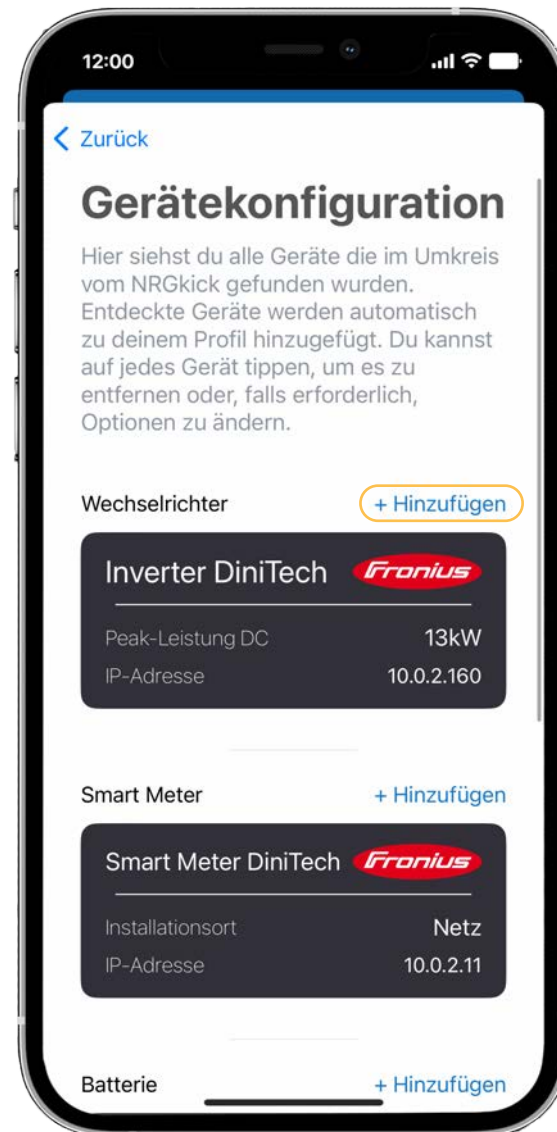 12:00
Zurück
Gerätekonfiguration
Hier siehst du alle Geräte die im Umkreis
vom NRGkick gefunden wurden.
Entdeckte Geräte werden automatisch
zu deinem Profil hinzugefügt. Du kannst
auf jedes Gerät tippen, um es zu
entfernen oder, falls erforderlich,
Optionen zu ändern.
Wechselrichter + Hinzufügen
Inverter DiniTech Fronius
Peak-Leistung DC 13kW
IP-Adresse 10.0.2.160
Smart Meter + Hinzufügen
Smart Meter DiniTech Fronius
Installationsort Netz
IP-Adresse 10.0.2.11
Batterie + Hinzufügen